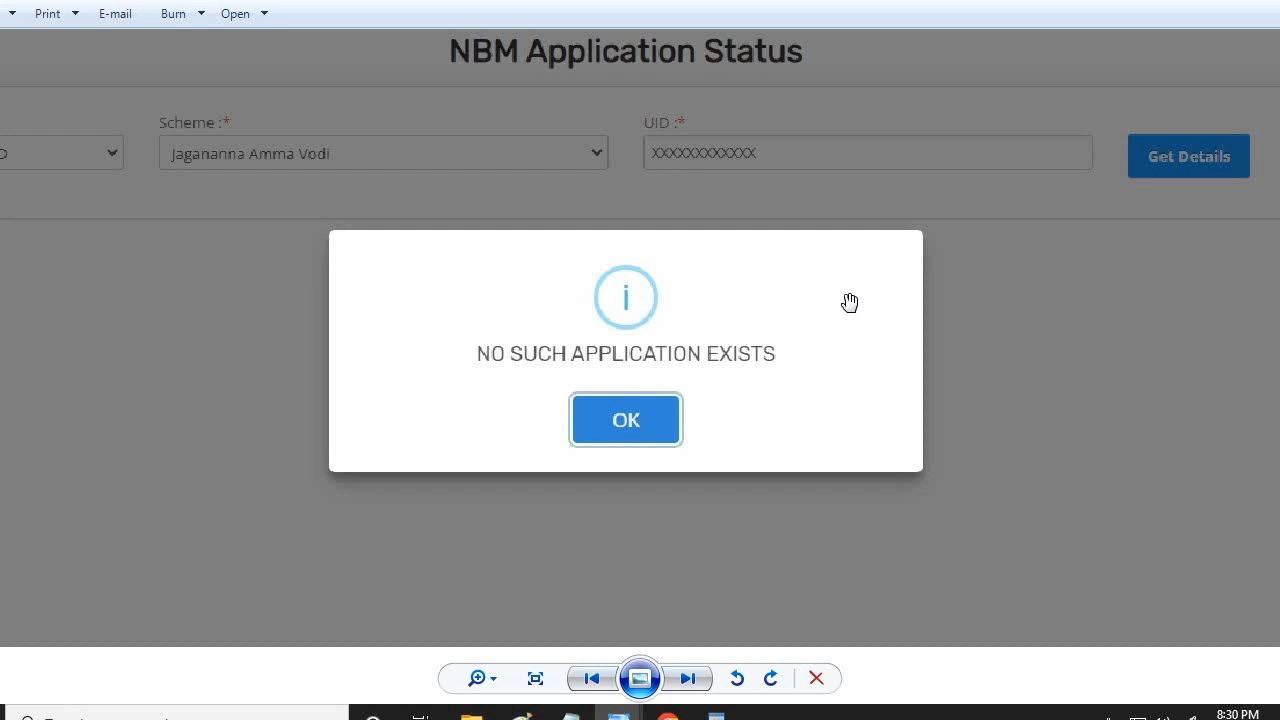 Print E-mail Burn Open
NBM Application Status
Scheme :* UID :*
Jagananna Amma Vodi XXXXXXXXXXXX Get Details
i
NO SUCH APPLICATION EXISTS
OK
8:30 PM